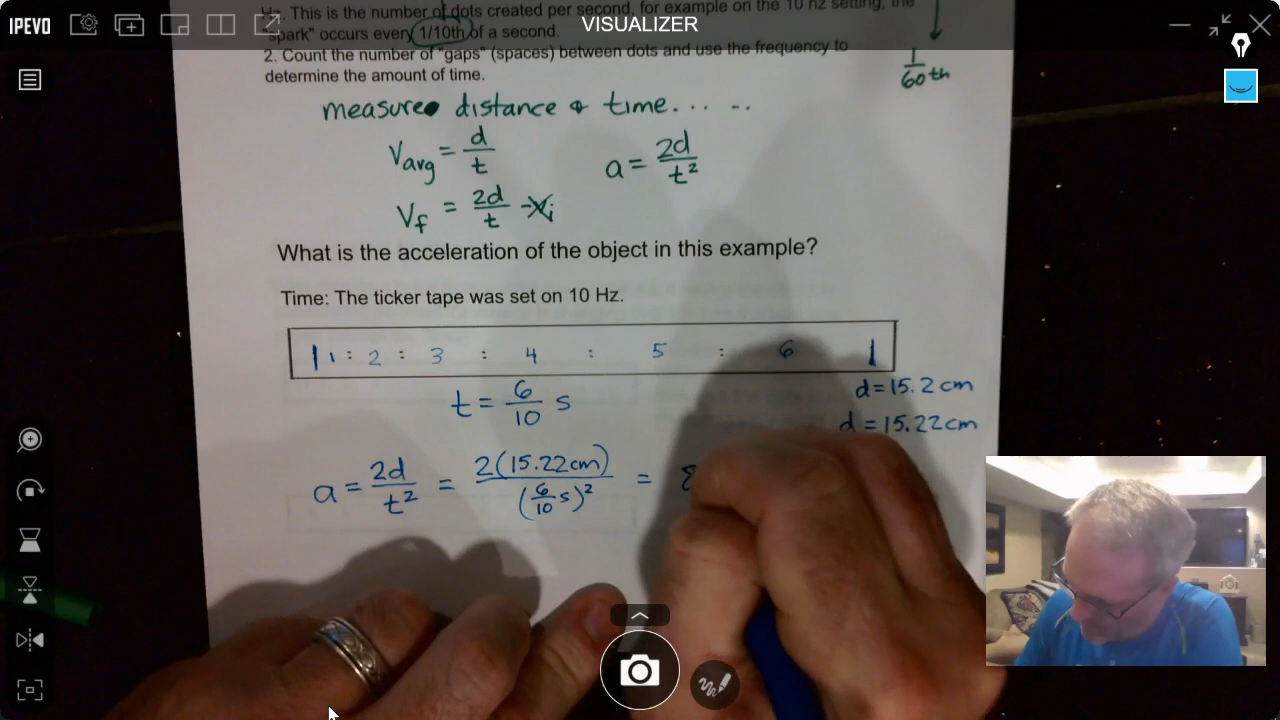 IPEVO
VISUALIZER
This is the number of dots created per second, for example on the 10 hz setting, the
"spark" occurs every 1/10th of a second.
2. Count the number of "gaps" (spaces) between dots and use the frequency to
determine the amount of time.
1/60 th
measure distance & time.... ..
Vavg = d/t
a = 2d/t²
Vf = 2d/t - Vi
What is the acceleration of the object in this example?
Time: The ticker tape was set on 10 Hz.
1 : 2 : 3 : 4 : 5 : 6
d = 15.2 cm
t = 6/10 s
d = 15.22 cm
a = 2d/t² = 2(15.22cm)/(6/10 s)² =